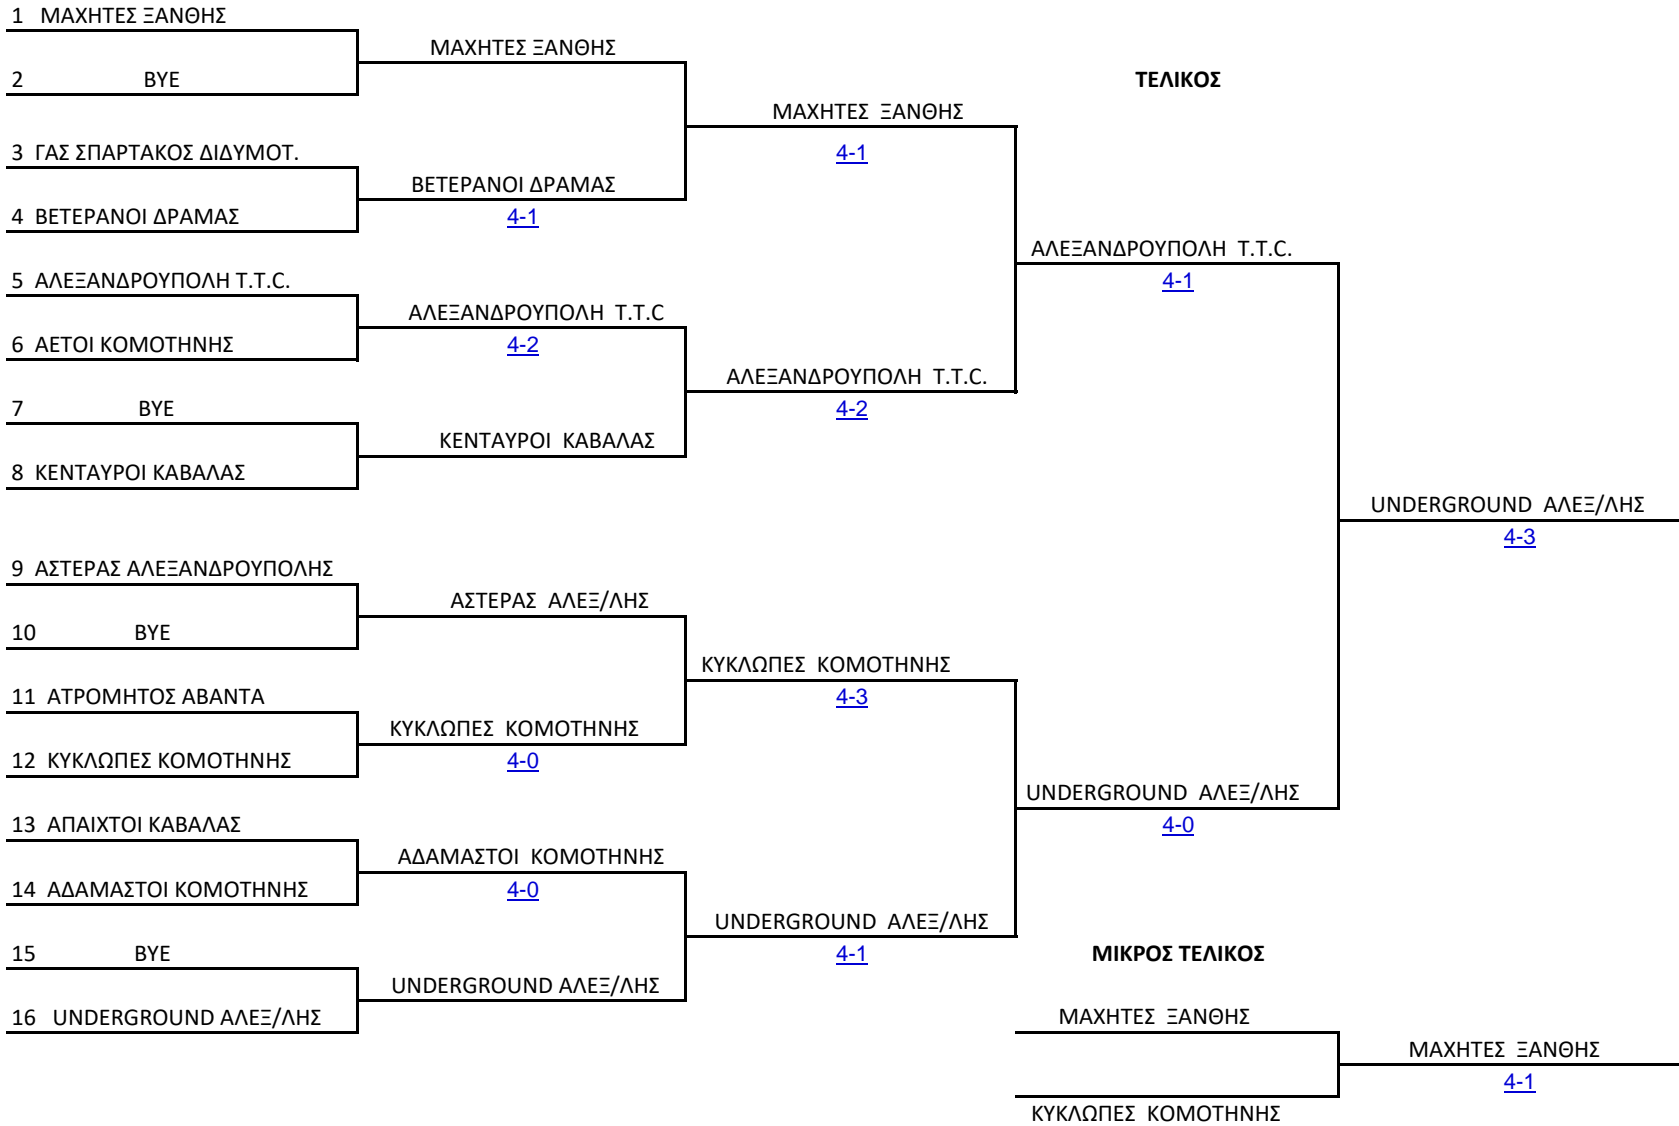 1 ΜΑΧΗΤΕΣ ΞΑΝΘΗΣ
ΜΑΧΗΤΕΣ ΞΑΝΘΗΣ
2 BYE
ΤΕΛΙΚΟΣ
ΜΑΧΗΤΕΣ ΞΑΝΘΗΣ
4-1
3 ΓΑΣ ΣΠΑΡΤΑΚΟΣ ΔΙΔΥΜΟΤ.
ΒΕΤΕΡΑΝΟΙ ΔΡΑΜΑΣ
4-1
4 ΒΕΤΕΡΑΝΟΙ ΔΡΑΜΑΣ
ΑΛΕΞΑΝΔΡΟΥΠΟΛΗ T.T.C.
4-1
5 ΑΛΕΞΑΝΔΡΟΥΠΟΛΗ T.T.C.
ΑΛΕΞΑΝΔΡΟΥΠΟΛΗ T.T.C
4-2
6 ΑΕΤΟΙ ΚΟΜΟΤΗΝΗΣ
ΑΛΕΞΑΝΔΡΟΥΠΟΛΗ T.T.C.
4-2
7 BYE
ΚΕΝΤΑΥΡΟΙ ΚΑΒΑΛΑΣ
8 ΚΕΝΤΑΥΡΟΙ ΚΑΒΑΛΑΣ
UNDERGROUND ΑΛΕΞ/ΛΗΣ
4-3
9 ΑΣΤΕΡΑΣ ΑΛΕΞΑΝΔΡΟΥΠΟΛΗΣ
ΑΣΤΕΡΑΣ ΑΛΕΞ/ΛΗΣ
10 BYE
ΚΥΚΛΩΠΕΣ ΚΟΜΟΤΗΝΗΣ
4-3
11 ΑΤΡΟΜΗΤΟΣ ΑΒΑΝΤΑ
ΚΥΚΛΩΠΕΣ ΚΟΜΟΤΗΝΗΣ
4-0
12 ΚΥΚΛΩΠΕΣ ΚΟΜΟΤΗΝΗΣ
UNDERGROUND ΑΛΕΞ/ΛΗΣ
4-0
13 ΑΠΑΙΧΤΟΙ ΚΑΒΑΛΑΣ
ΑΔΑΜΑΣΤΟΙ ΚΟΜΟΤΗΝΗΣ
4-0
14 ΑΔΑΜΑΣΤΟΙ ΚΟΜΟΤΗΝΗΣ
UNDERGROUND ΑΛΕΞ/ΛΗΣ
4-1
15 BYE
ΜΙΚΡΟΣ ΤΕΛΙΚΟΣ
UNDERGROUND ΑΛΕΞ/ΛΗΣ
16 UNDERGROUND ΑΛΕΞ/ΛΗΣ
ΜΑΧΗΤΕΣ ΞΑΝΘΗΣ
ΜΑΧΗΤΕΣ ΞΑΝΘΗΣ
4-1
ΚΥΚΛΩΠΕΣ ΚΟΜΟΤΗΝΗΣ